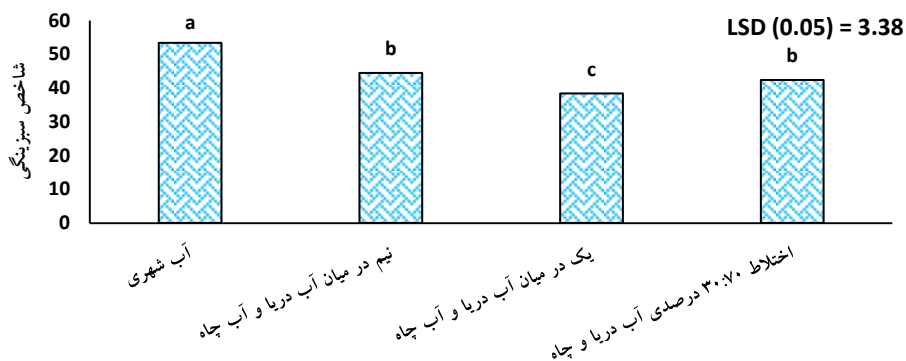 LSD (0.05) = 3.38
شاخص سبزینگی
60
50
40
30
20
10
0
a
b
c
b
آب شهری
نیم در میان آب دریا و آب چاه
یک در میان آب دریا و آب چاه
اختلاط ۳۰:۷۰ درصدی آب دریا و چاه